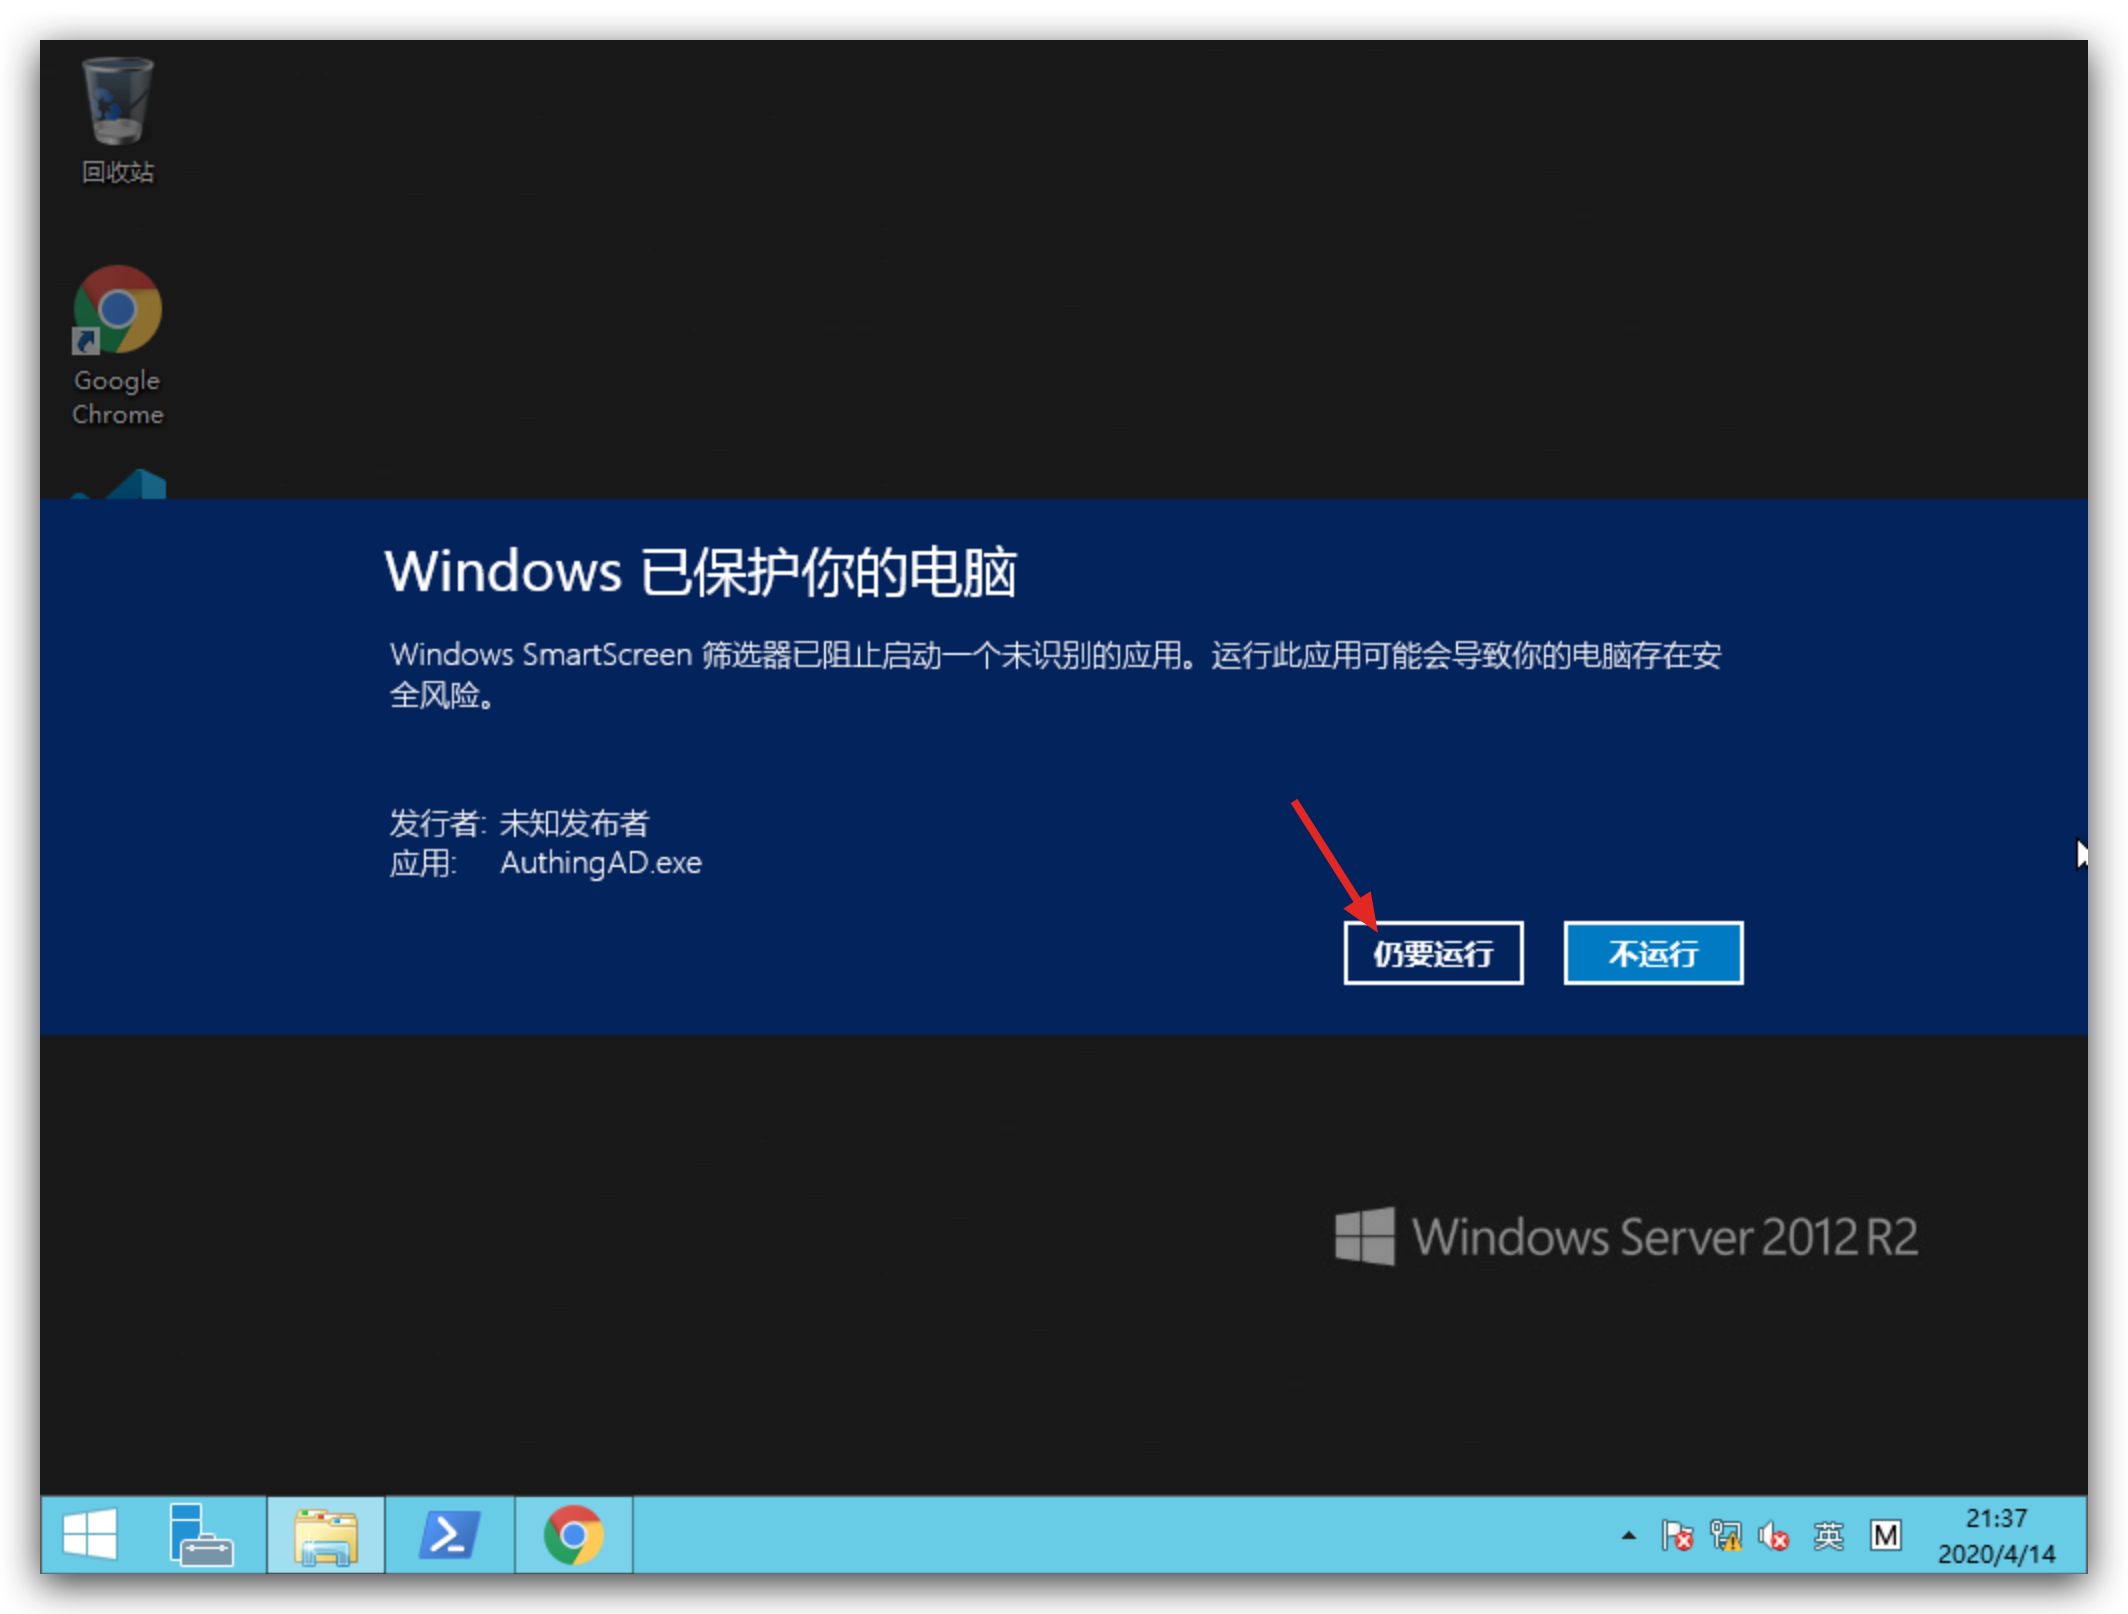 回收站
Google
Chrome
Windows 已保护你的电脑
Windows SmartScreen 筛选器已阻止启动一个未识别的应用。运行此应用可能会导致你的电脑存在安
全风险。
发行者: 未知发布者
应用: AuthingAD.exe
仍要运行
不运行
Windows Server 2012 R2
英
M
21:37
2020/4/14